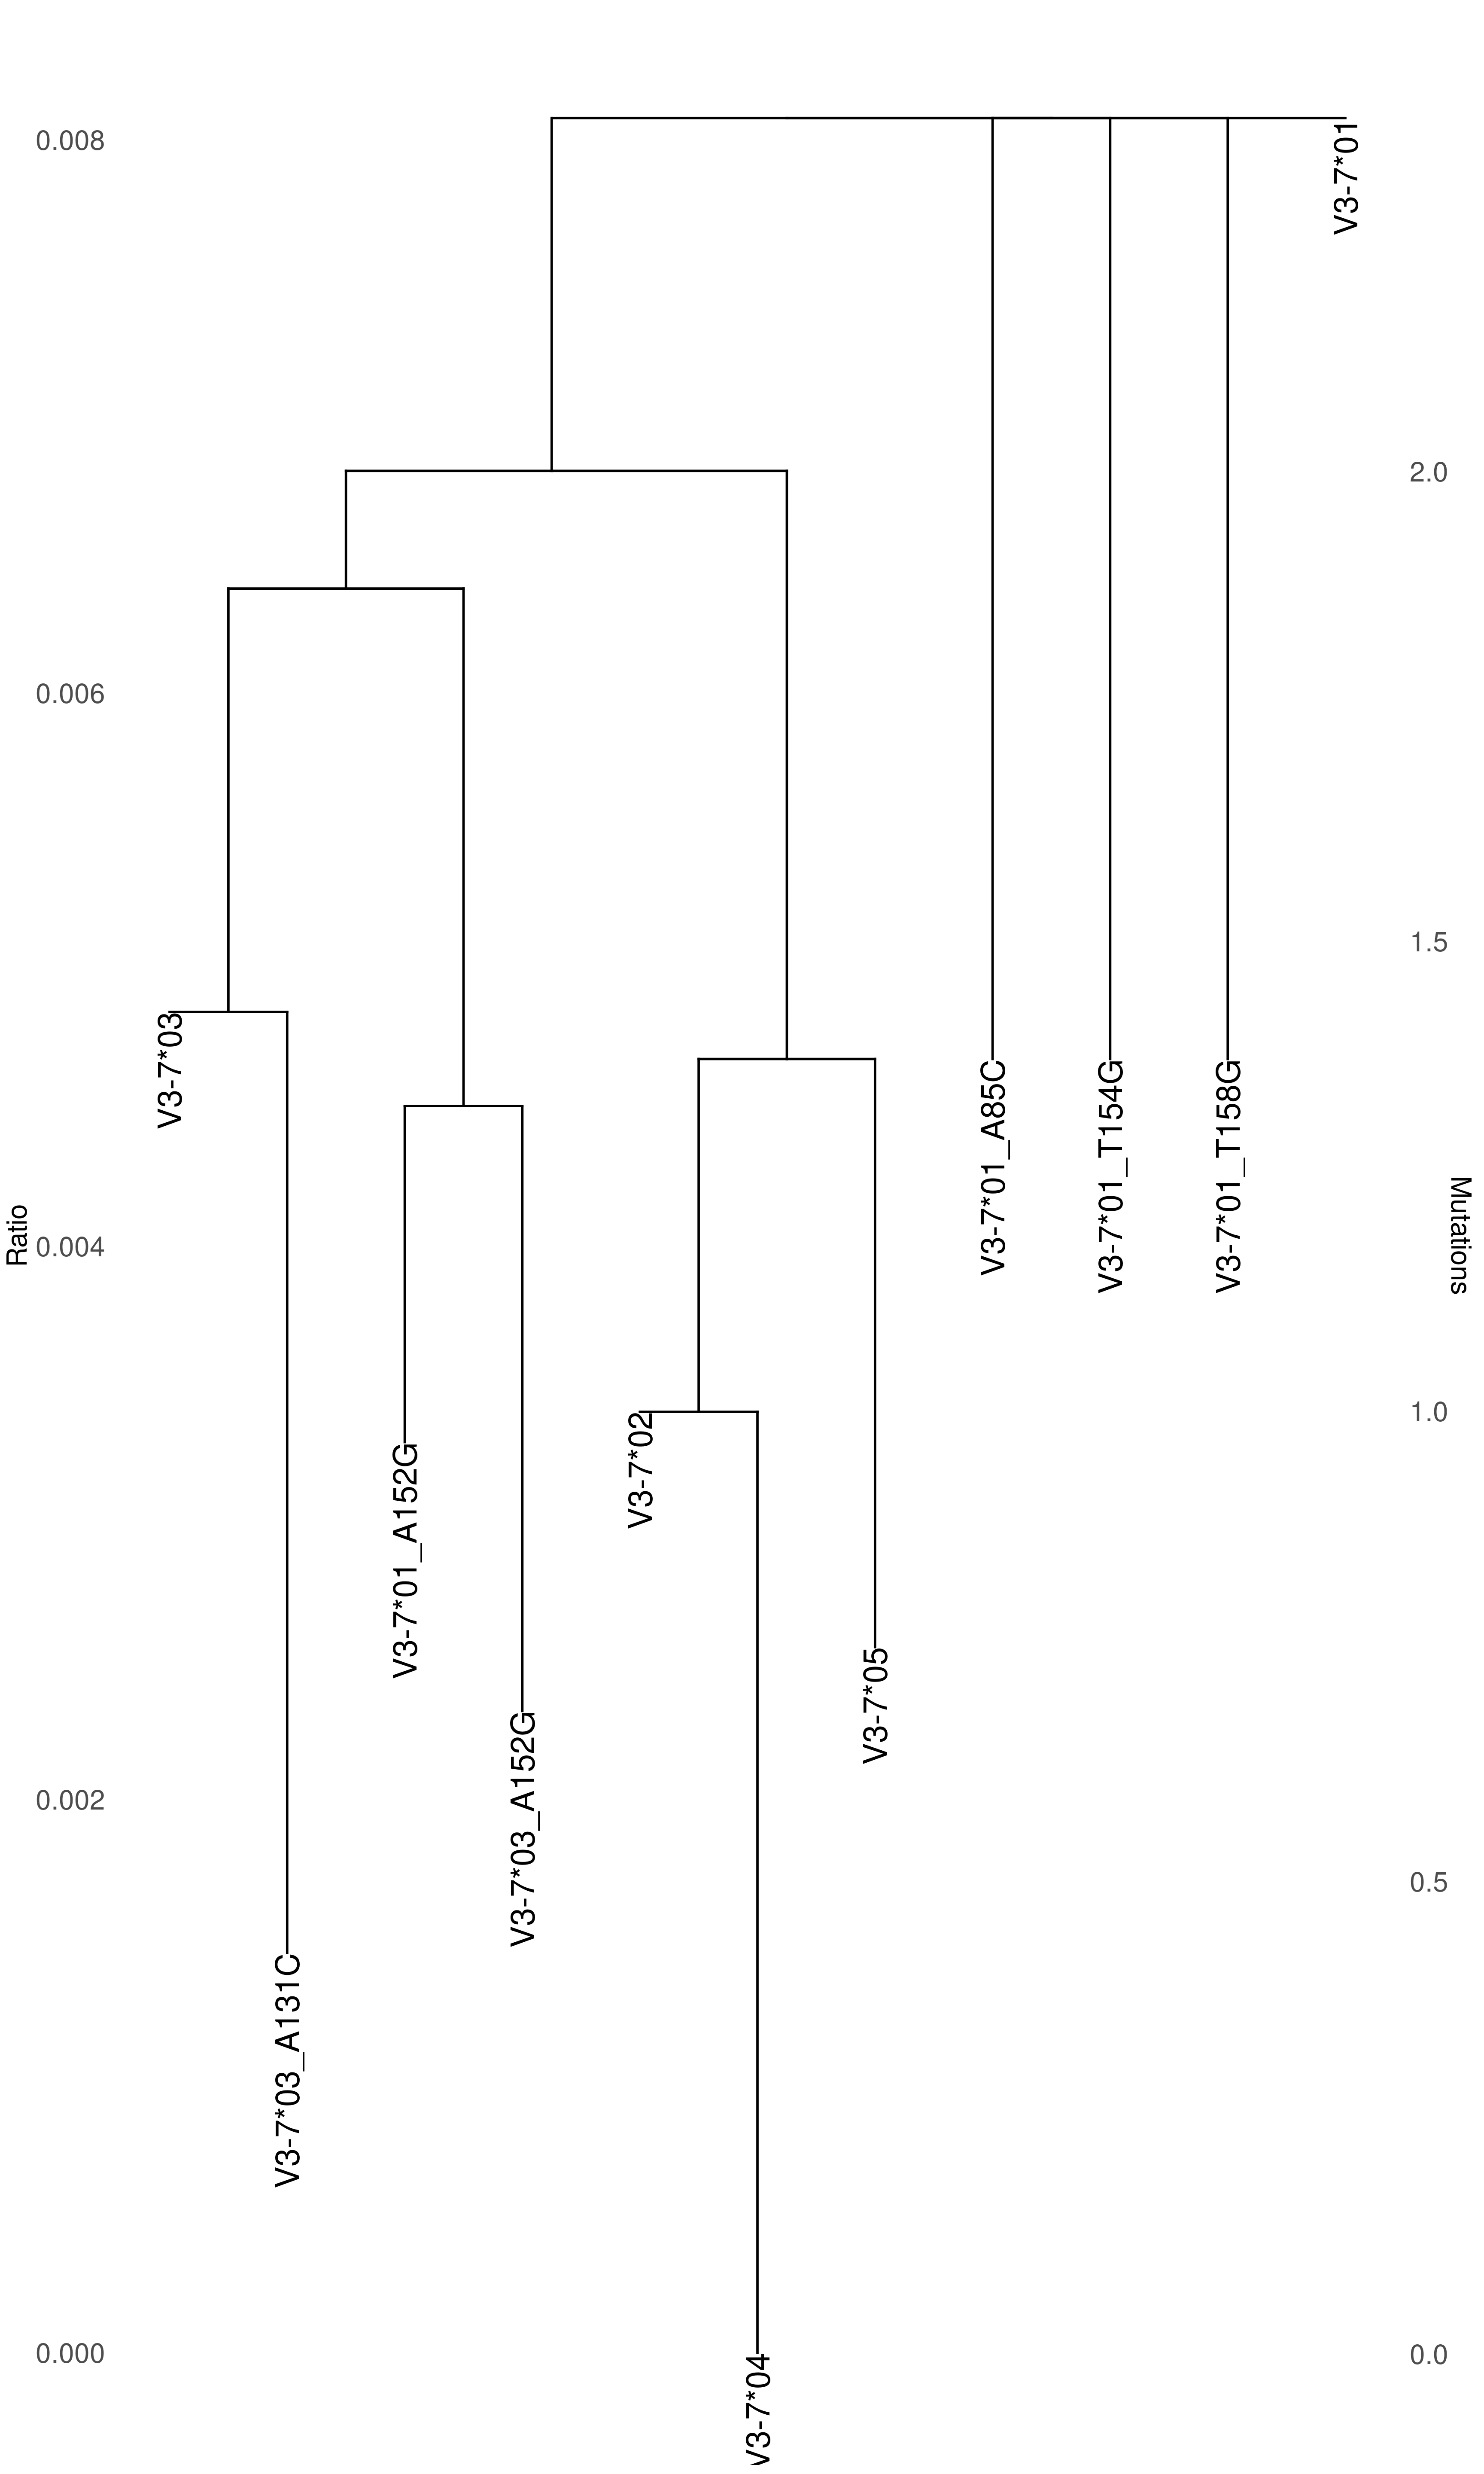 0.008
V3-7*01
2.0
0.006
1.5
V3-7*03
V3-7*01_A85C
V3-7*01_T154G
V3-7*01_T158G
Ratio
Mutations
0.004
1.0
V3-7*02
V3-7*01_A152G
V3-7*05
V3-7*03_A152G
0.002
0.5
V3-7*03_A131C
0.000
0.0
V3-7*04